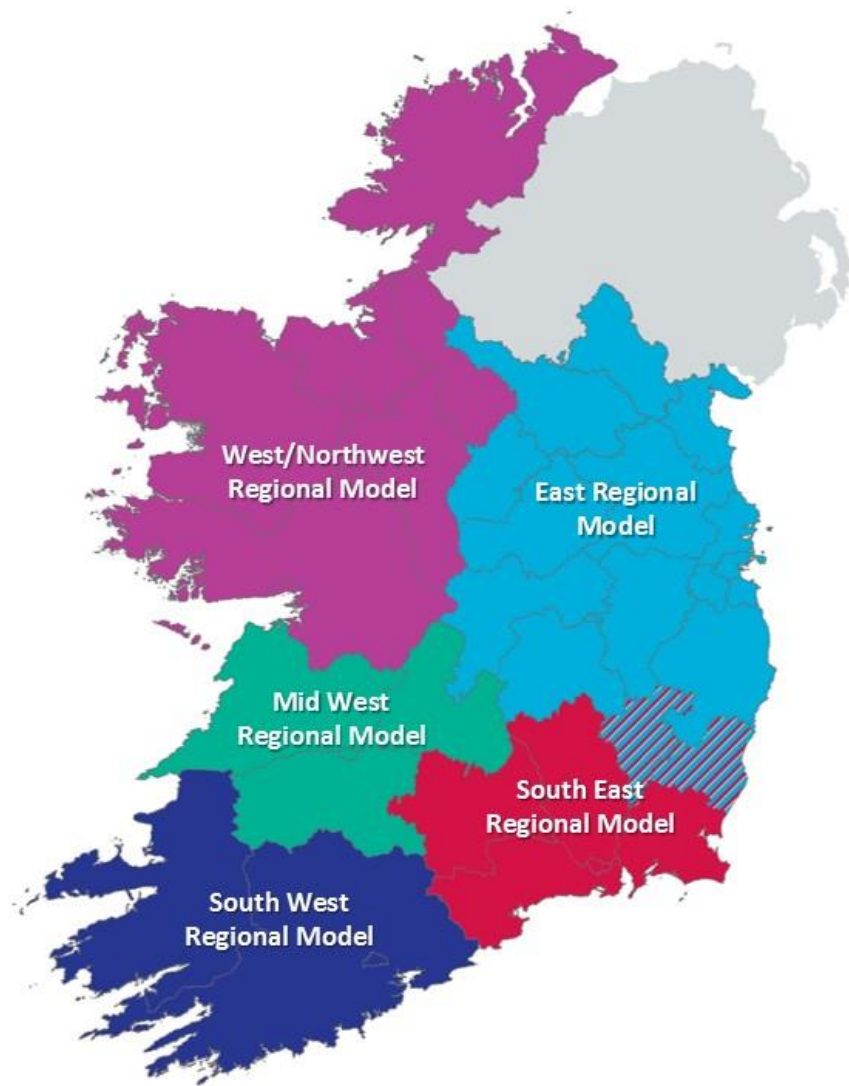 West/Northwest
Regional Model
East Regional
Model
Mid West
Regional Model
South East
Regional Model
South West
Regional Model